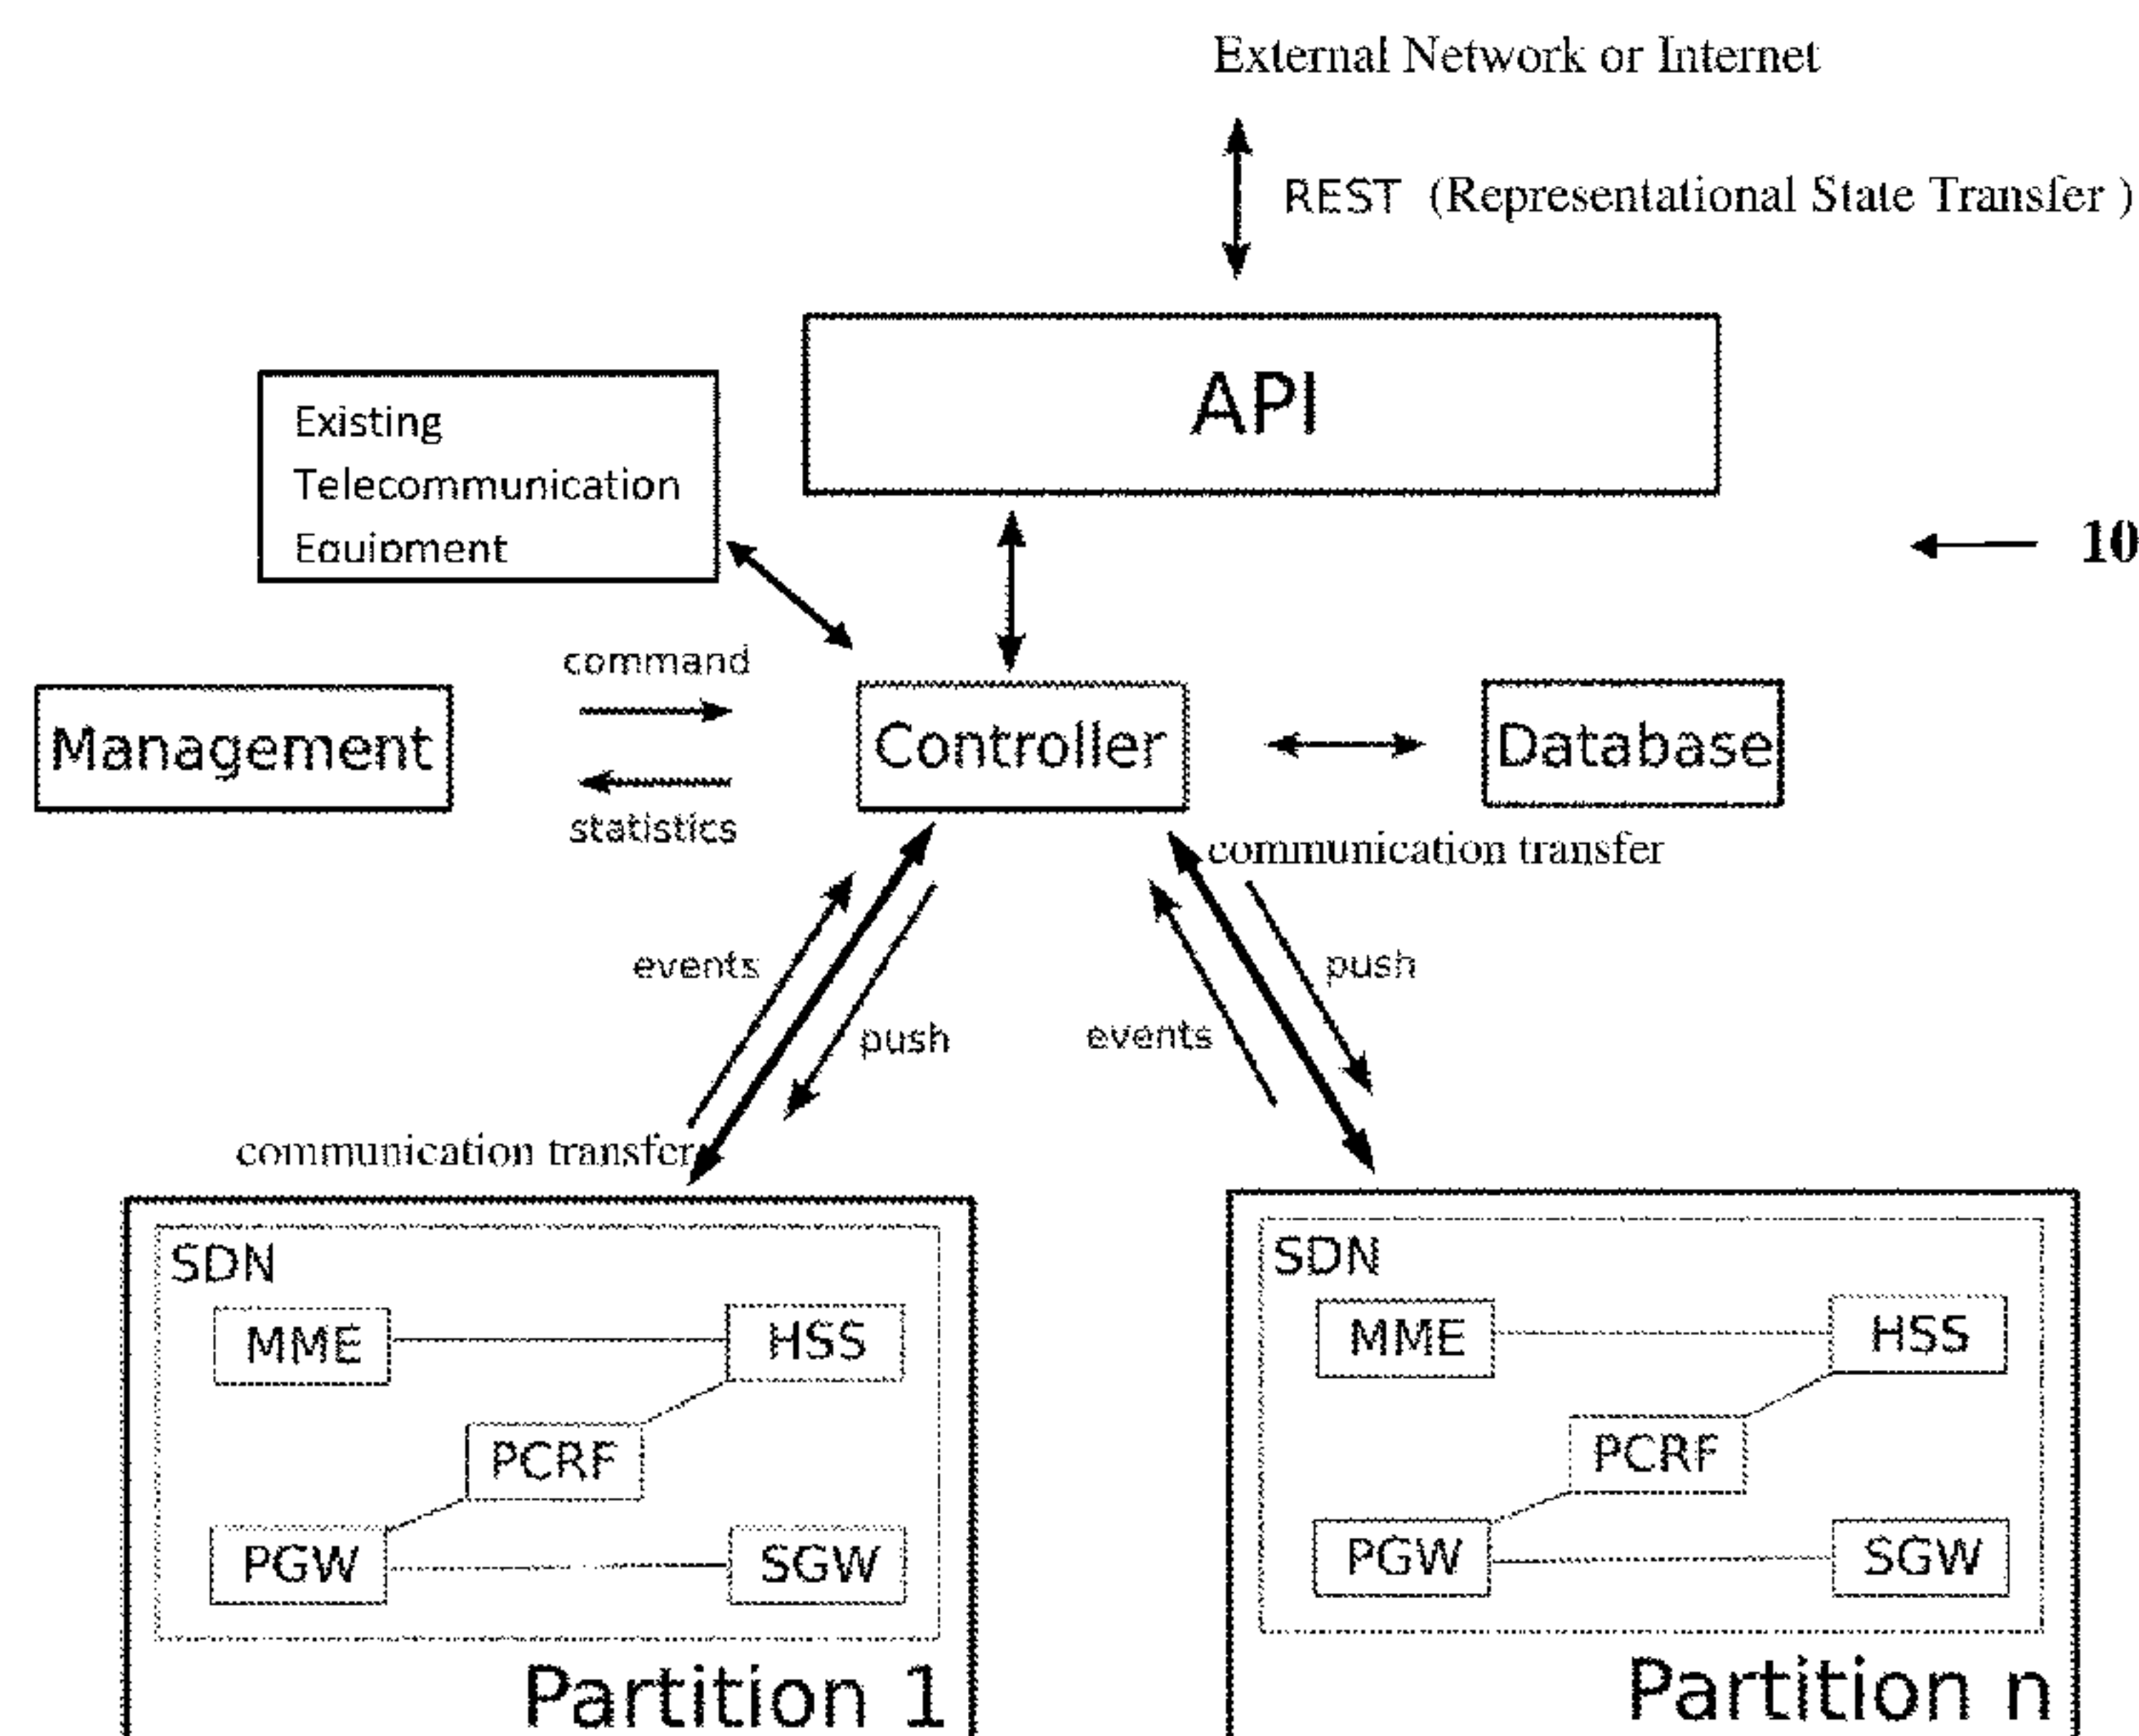 External Network or Internet
REST (Representational State Transfer )
API
Existing
Telecommunication
Equipment
10
command
Management
Controller
Database
statistics
communication transfer
events
push
push
events
communication transfer
SDN
MME
HSS
PCRF
PGW
SGW
Partition 1
SDN
MME
HSS
PCRF
PGW
SGW
Partition n